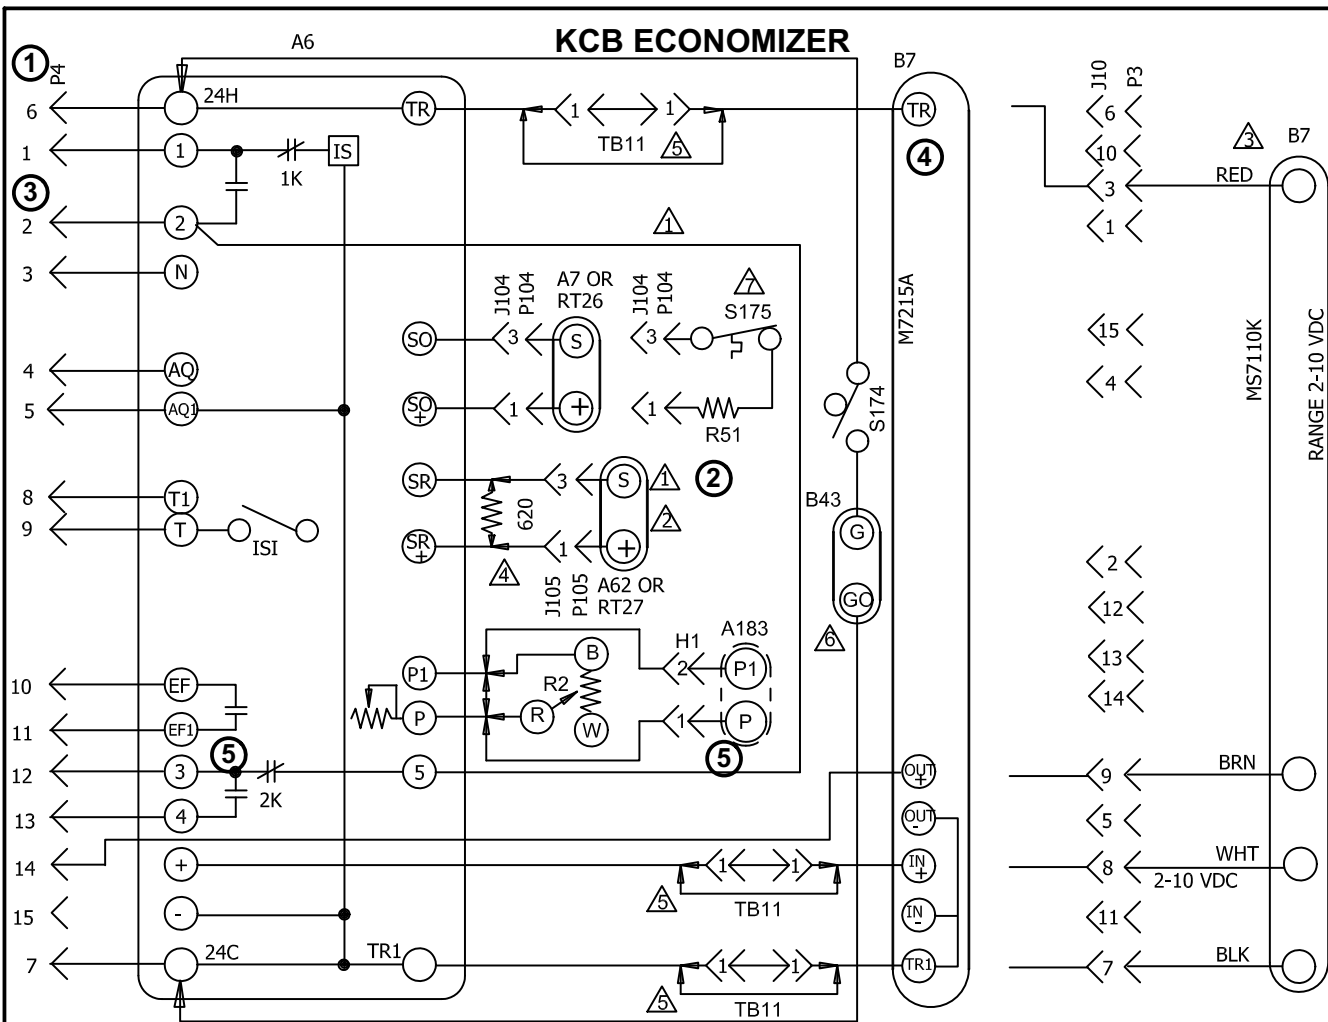 KCB ECONOMIZER
A6
B7
1
P4
6
24H
TR
1
1
TB11
5
TR
4
1
1
IS
1K
3
2
2
1
3
N
J104
P104
A7 OR
RT26
J104
P104
7
S175
SO
3
S
3
4
AQ
5
AQ1
SO
+
1
+
1
R51
S174
M7215A
SR
3
S
1
2
8
T1
9
T
ISI
620
2
SR
+
1
+
4
J105
P105
A62 OR
RT27
B43
G
GO
6
P1
B
R2
R
W
H1
2
A183
P1
P
1
P
5
10
EF
11
EF1
5
12
3
2K
5
13
4
14
+
1
1
5
TB11
15
-
7
24C
TR1
1
1
5
TB11
OUT
+
OUT
-
IN
+
IN
-
TR1
J10
P3
6
10
3
1
15
4
2
12
13
14
9
5
8
11
7
3
B7
RED
MS7110K
RANGE 2-10 VDC
BRN
WHT
2-10 VDC
BLK